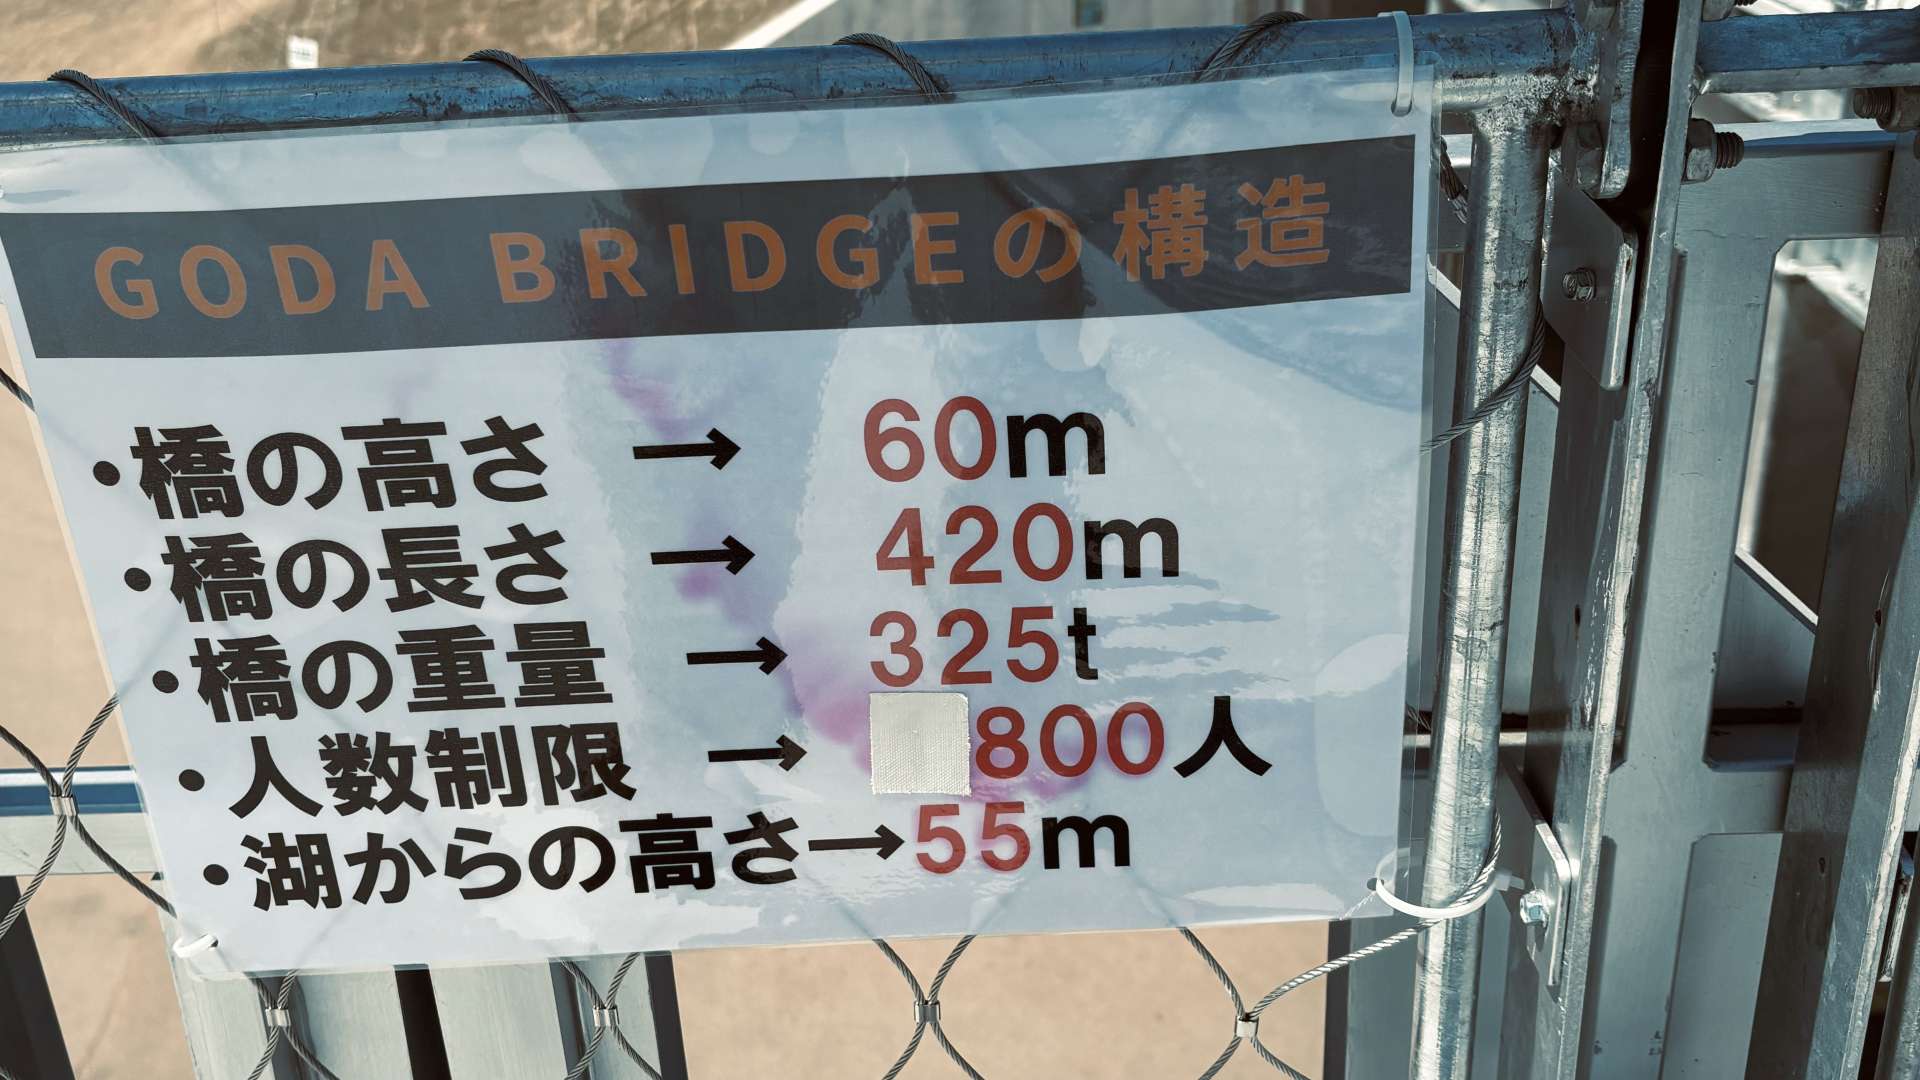 GODA BRIDGEの構造
・橋の高さ → 60m
・橋の長さ → 420m
・橋の重量 → 325t
・人数制限 → 800人
・湖からの高さ→55m